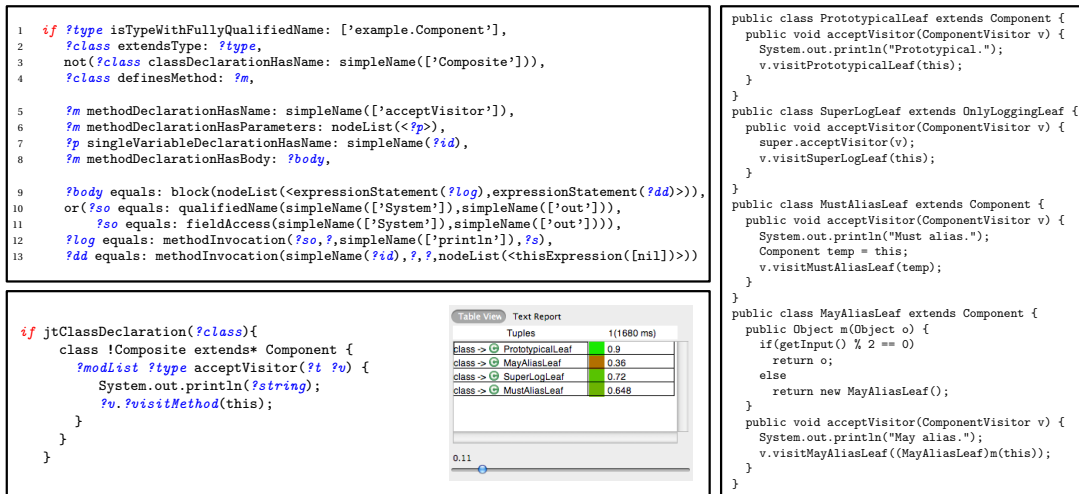 1 if ?type isTypeWithFullyQualifiedName: ['example.Component'],
2 ?class extendsType: ?type,
3 not(?class classDeclarationHasName: simpleName(['Composite'])),
4 ?class definesMethod: ?m,
5 ?m methodDeclarationHasName: simpleName(['acceptVisitor']),
6 ?m methodDeclarationHasParameters: nodeList(<?p>),
7 ?p singleVariableDeclarationHasName: simpleName(?id),
8 ?m methodDeclarationHasBody: ?body,
9 ?body equals: block(nodeList(<expressionStatement(?log),expressionStatement(?dd)>)),
10 or(?so equals: qualifiedName(simpleName(['System']),simpleName(['out'])),
11 ?so equals: fieldAccess(simpleName(['System']),simpleName(['out']))),
12 ?log equals: methodInvocation(?so,?,simpleName(['println']),?s),
13 ?dd equals: methodInvocation(simpleName(?id),?,?,nodeList(<thisExpression([nil])>))
if jtClassDeclaration(?class){
class !Composite extends* Component {
?modList ?type acceptVisitor(?t ?v) {
System.out.println(?string);
?v.?visitMethod(this);
}
}
}
Table View Text Report
Tuples 1(1680 ms)
class -> C PrototypicalLeaf 0.9
class -> C MayAliasLeaf 0.36
class -> C SuperLogLeaf 0.72
class -> C MustAliasLeaf 0.648
0.11
public class PrototypicalLeaf extends Component {
public void acceptVisitor(ComponentVisitor v) {
System.out.println("Prototypical.");
v.visitPrototypicalLeaf(this);
}
}
public class SuperLogLeaf extends OnlyLoggingLeaf {
public void acceptVisitor(ComponentVisitor v) {
super.acceptVisitor(v);
v.visitSuperLogLeaf(this);
}
}
public class MustAliasLeaf extends Component {
public void acceptVisitor(ComponentVisitor v) {
System.out.println("Must alias.");
Component temp = this;
v.visitMustAliasLeaf(temp);
}
}
public class MayAliasLeaf extends Component {
public Object m(Object o) {
if(getInput() % 2 == 0)
return o;
else
return new MayAliasLeaf();
}
public void acceptVisitor(ComponentVisitor v) {
System.out.println("May alias.");
v.visitMayAliasLeaf((MayAliasLeaf)m(this));
}
}